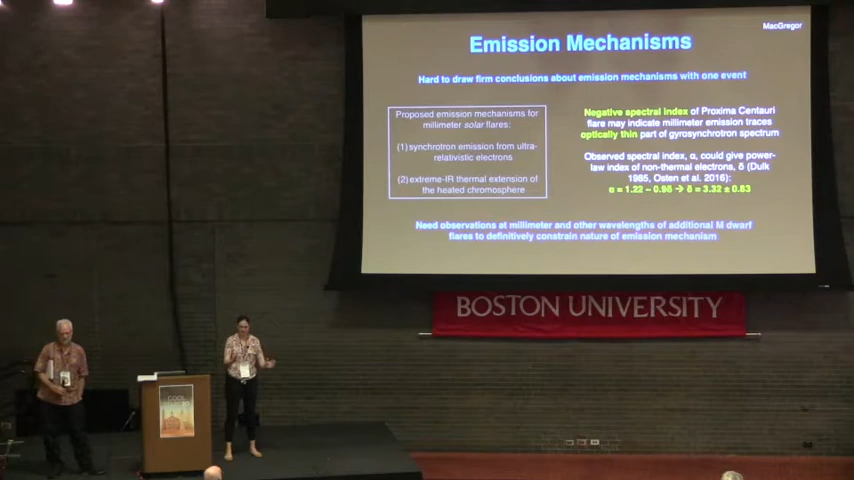 MacGregor
Emission Mechanisms
Hard to draw firm conclusions about emission mechanisms with one event
Proposed emission mechanisms for
millimeter solar flares:
(1) synchrotron emission from ultra-
relativistic electrons
(2) extreme-IR thermal extension of
the heated chromosphere
Negative spectral index of Proxima Centauri
flare may indicate millimeter emission traces
optically thin part of gyrosynchrotron spectrum
Observed spectral index, α, could give power-
law index of non-thermal electrons, δ (Dulk
1985, Osten et al. 2016):
α = 1.22 – 0.9δ → δ = 3.32 ± 0.83
Need observations at millimeter and other wavelengths of additional M dwarf
flares to definitively constrain nature of emission mechanism
BOSTON UNIVERSITY
COOL